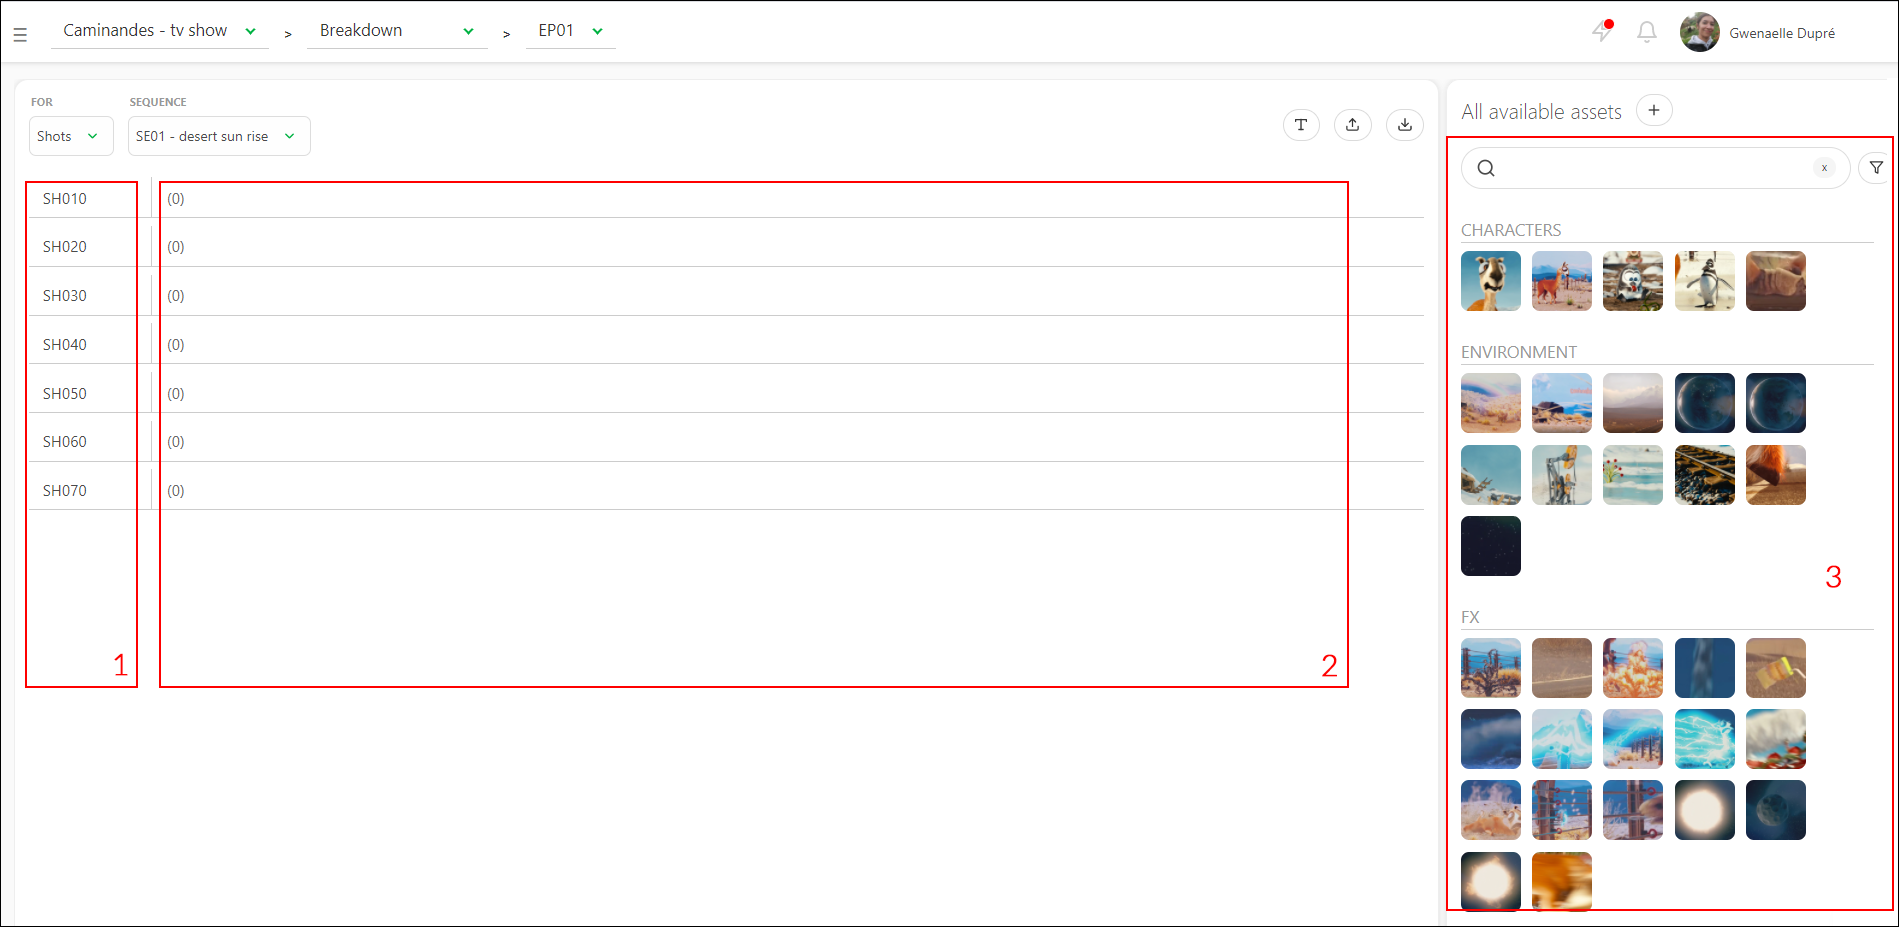 Caminandes - tv show > Breakdown > EP01 Gwenaelle Dupré
FOR SEQUENCE
Shots SE01 - desert sun rise T
SH010 (0)
SH020 (0)
SH030 (0)
SH040 (0)
SH050 (0)
SH060 (0)
SH070 (0)
1
2
All available assets +
x
CHARACTERS
ENVIRONMENT
3
FX